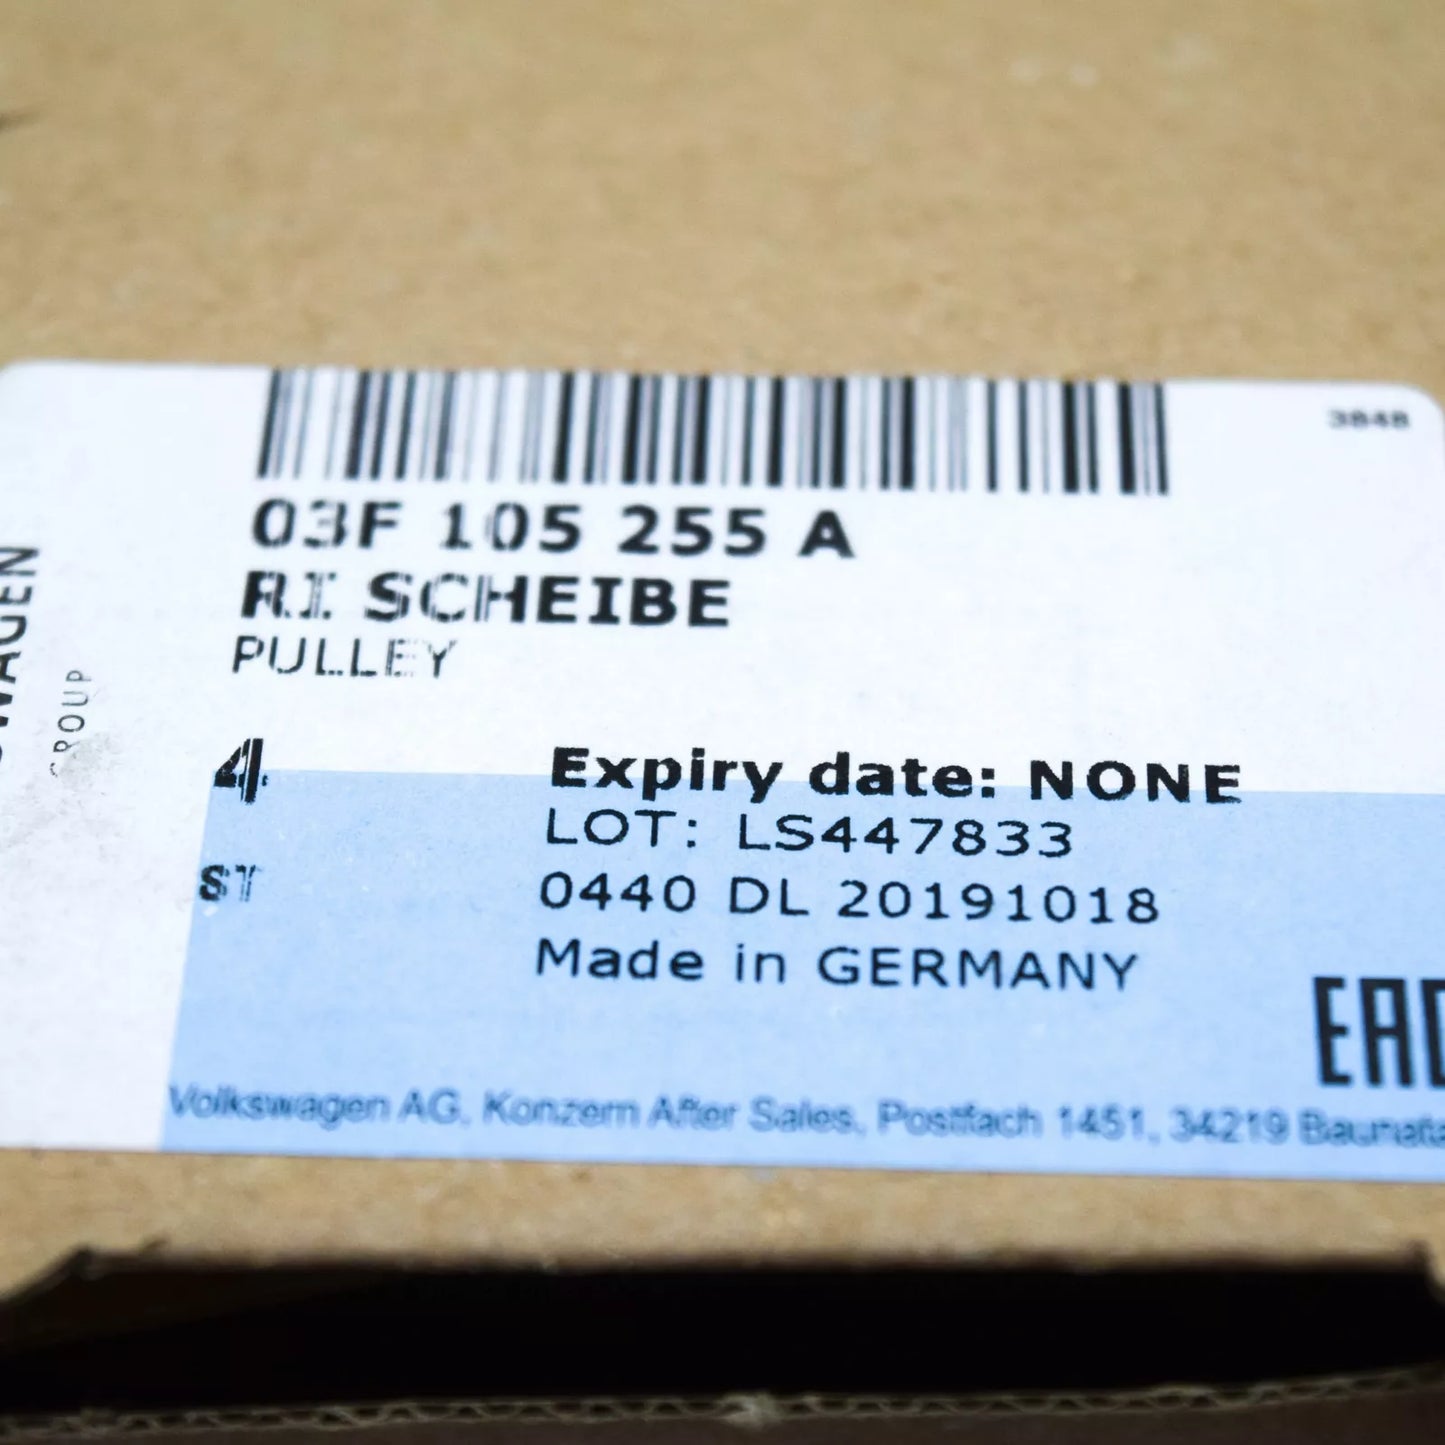 3848
03F 105 255 A
RI SCHEIBE
PULLEY
4
Expiry date: NONE
LOT: LS447833
ST
0440 DL 20191018
Made in GERMANY
EAC
Volkswagen AG, Konzern After Sales, Postfach 1451, 34219
GROUP